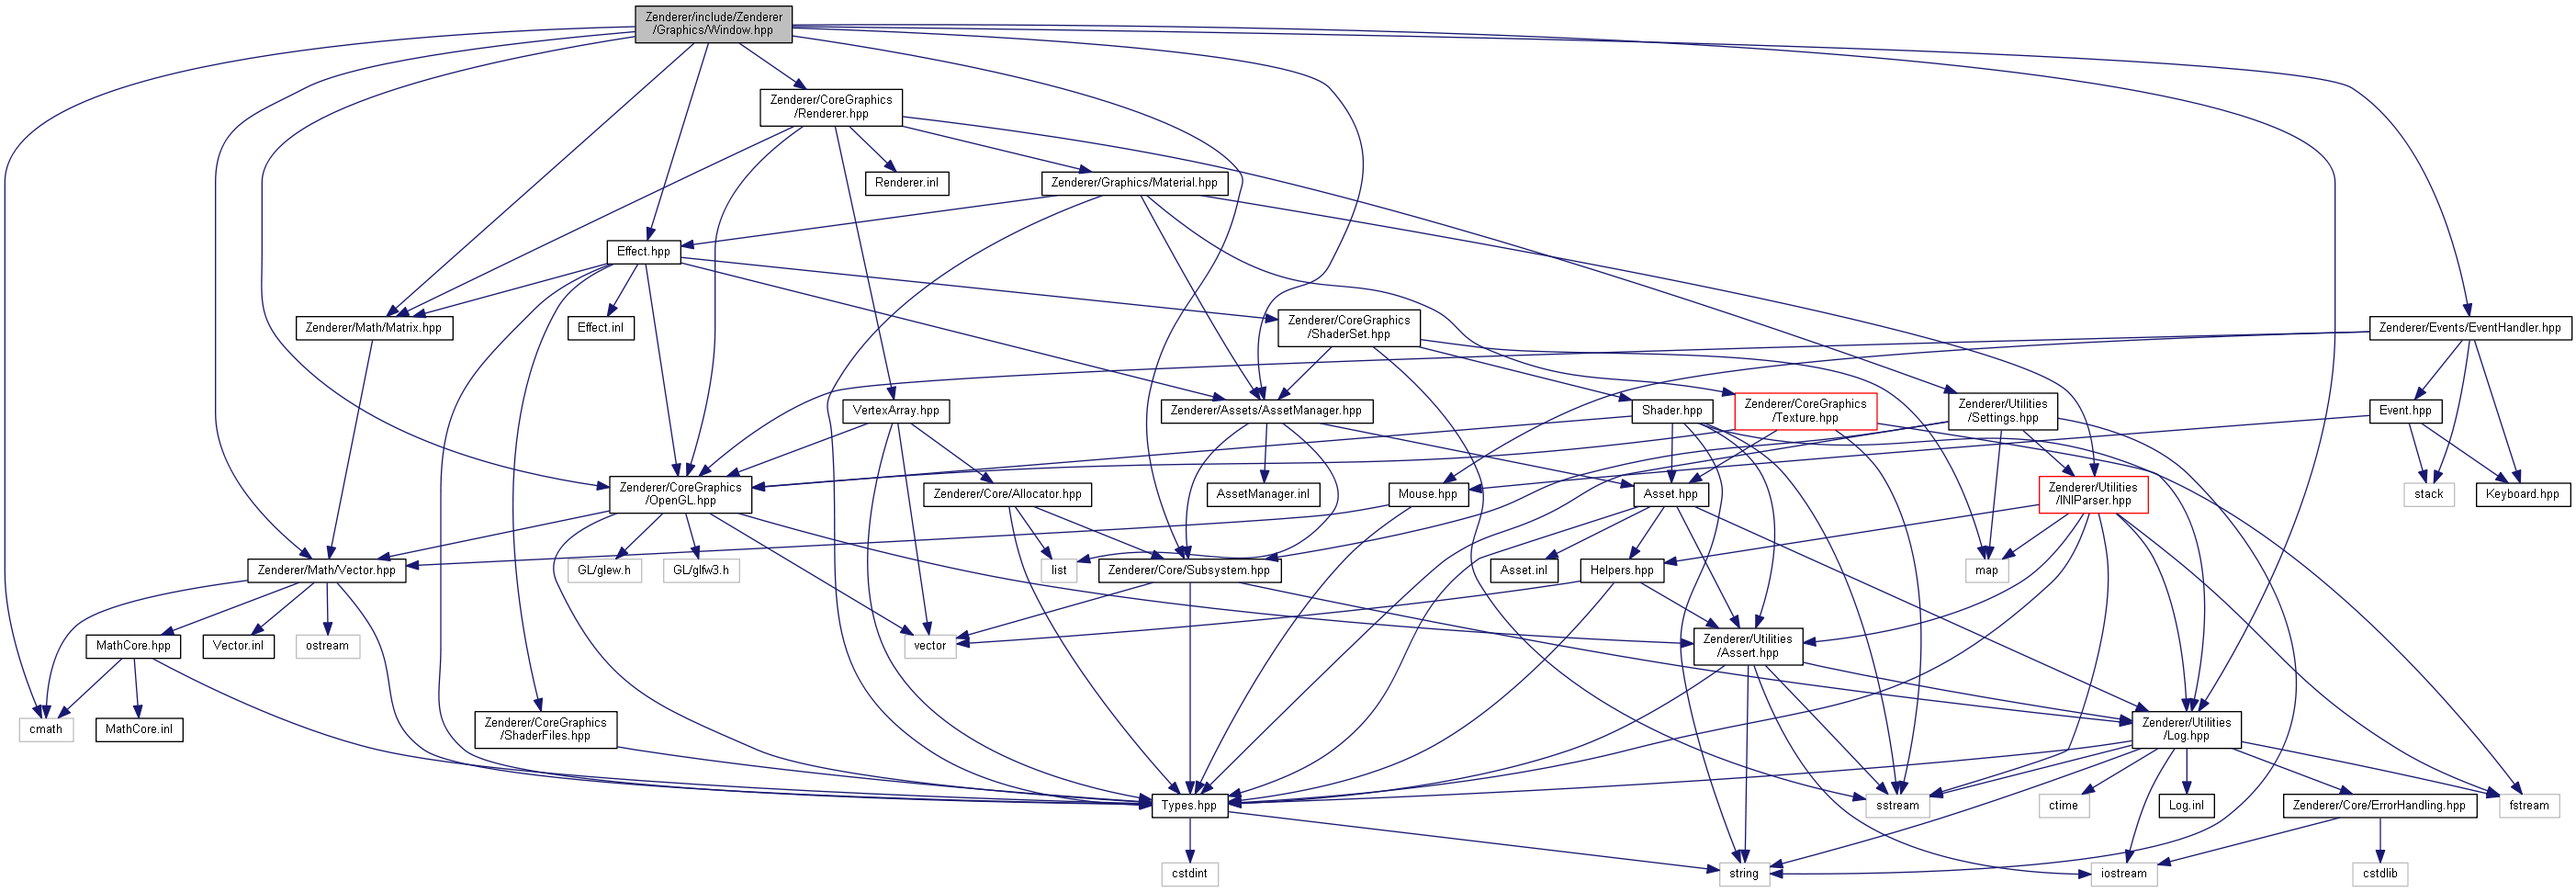 Zenderer/include/Zenderer
/Graphics/Window.hpp
Zenderer/CoreGraphics
/Renderer.hpp
Renderer.inl
Zenderer/Graphics/Material.hpp
Effect.hpp
Zenderer/Math/Matrix.hpp
Effect.inl
Zenderer/CoreGraphics
/ShaderSet.hpp
Zenderer/Events/EventHandler.hpp
VertexArray.hpp
Zenderer/Assets/AssetManager.hpp
Shader.hpp
Zenderer/CoreGraphics
/Texture.hpp
Zenderer/Utilities
/Settings.hpp
Event.hpp
Zenderer/CoreGraphics
/OpenGL.hpp
Zenderer/Core/Allocator.hpp
AssetManager.inl
Mouse.hpp
Asset.hpp
Zenderer/Utilities
/INIParser.hpp
stack
Keyboard.hpp
Zenderer/Math/Vector.hpp
GL/glew.h
GL/glfw3.h
list
Zenderer/Core/Subsystem.hpp
Asset.inl
Helpers.hpp
map
MathCore.hpp
Vector.inl
ostream
vector
Zenderer/Utilities
/Assert.hpp
cmath
MathCore.inl
Zenderer/CoreGraphics
/ShaderFiles.hpp
Zenderer/Utilities
/Log.hpp
Types.hpp
sstream
ctime
Log.inl
Zenderer/Core/ErrorHandling.hpp
fstream
cstdint
string
iostream
cstdlib